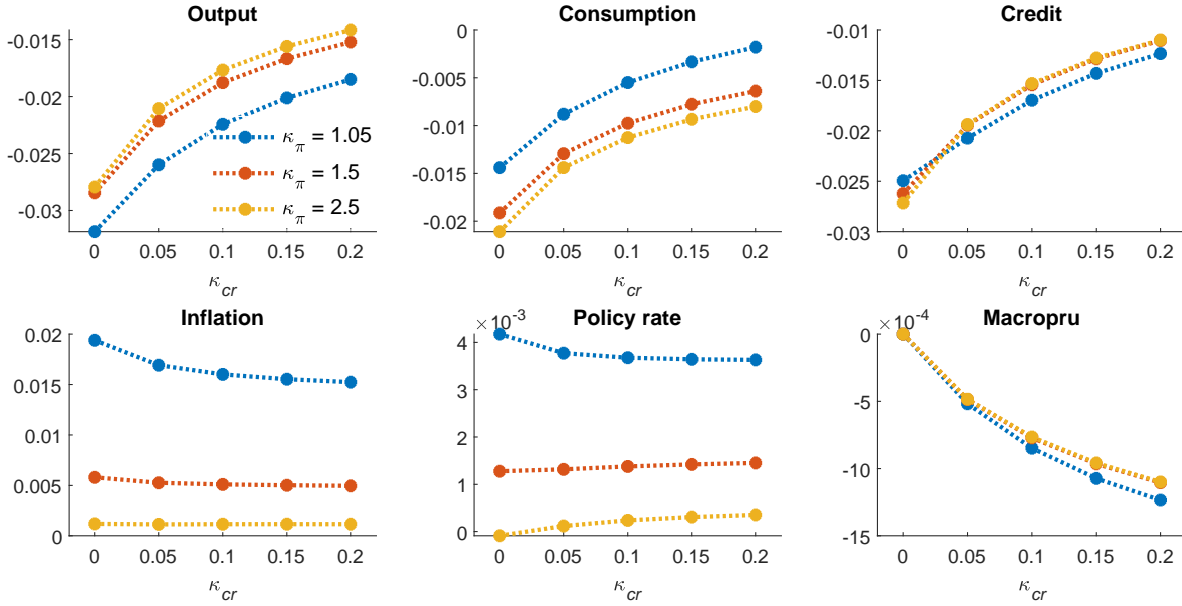 Output
-0.015
-0.02
-0.025
-0.03
0 0.05 0.1 0.15 0.2
κcr
κπ = 1.05
κπ = 1.5
κπ = 2.5
Consumption
0
-0.005
-0.01
-0.015
-0.02
0 0.05 0.1 0.15 0.2
κcr
Credit
-0.01
-0.015
-0.02
-0.025
-0.03
0 0.05 0.1 0.15 0.2
κcr
Inflation
0.02
0.015
0.01
0.005
0
0 0.05 0.1 0.15 0.2
κcr
Policy rate
×10-3
4
3
2
1
0
0 0.05 0.1 0.15 0.2
κcr
Macropru
×10-4
0
-5
-10
-15
0 0.05 0.1 0.15 0.2
κcr